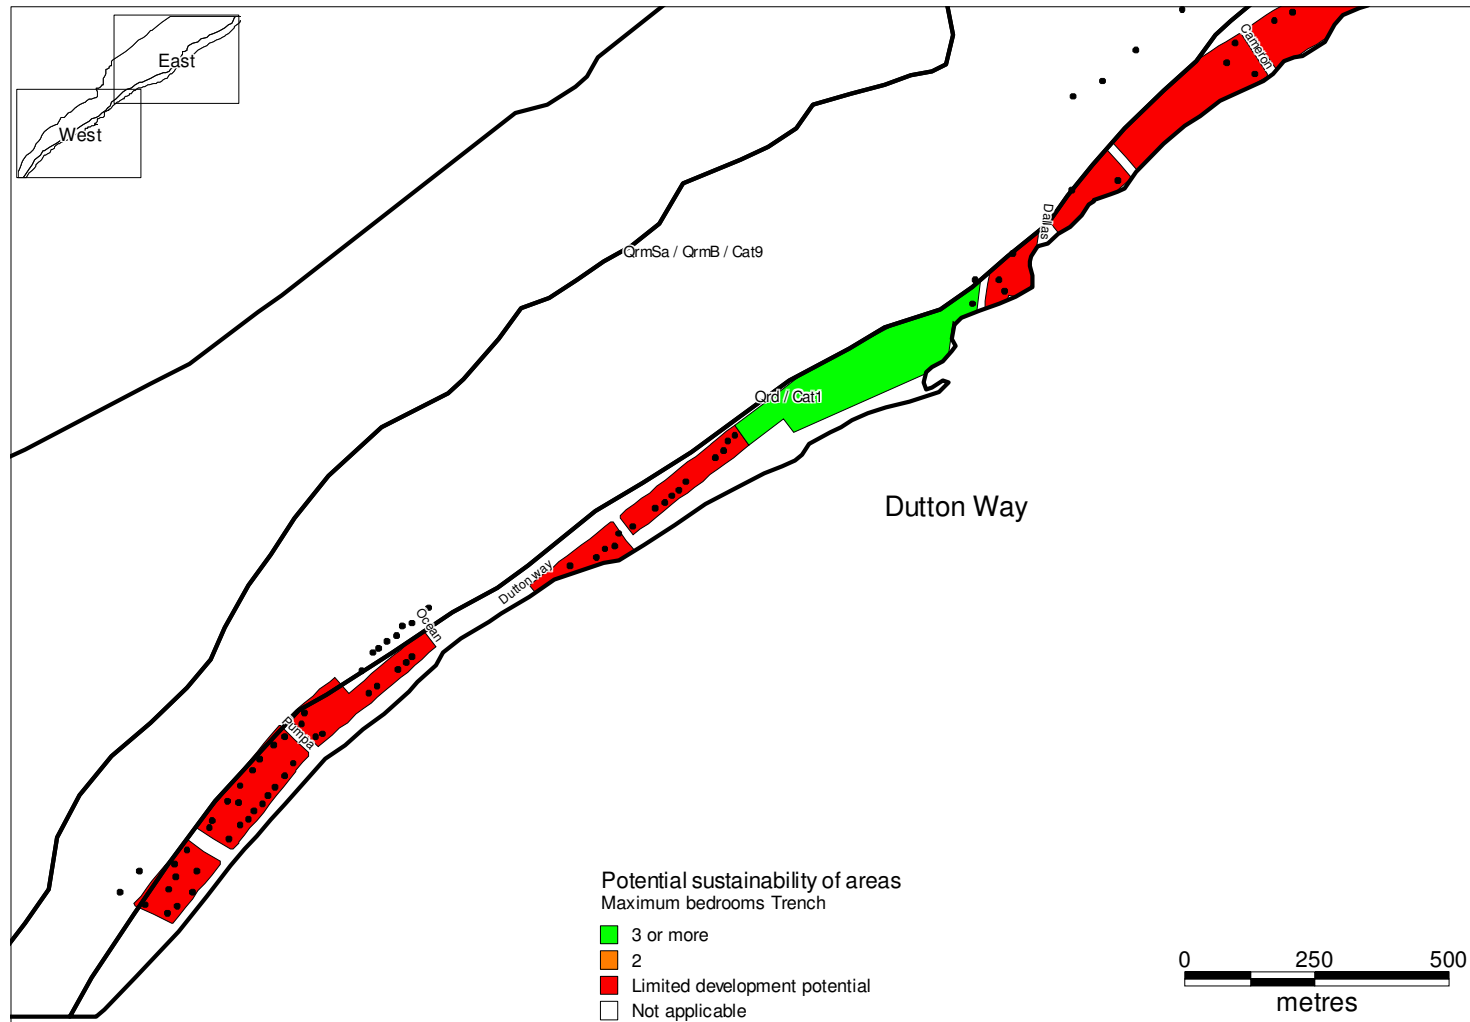 East
West
Cameron
Dallas
QrmSa / QrmB / Cat9
Qrd / Cat1
Dutton Way
Dutton way
Ocean
Pumpa
Potential sustainability of areas
Maximum bedrooms Trench
3 or more
2
Limited development potential
Not applicable
0 250 500
metres